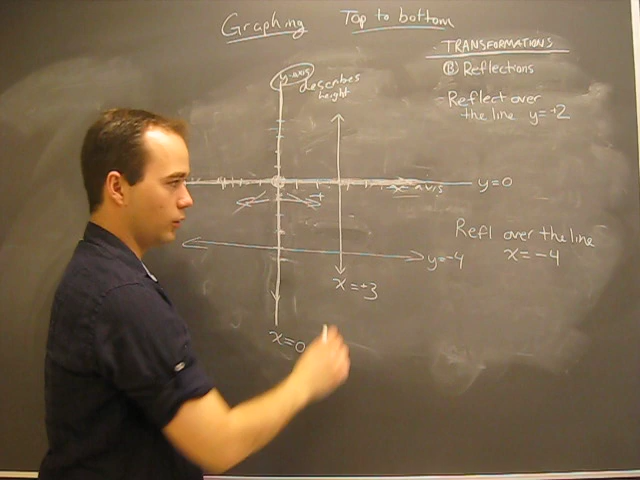 Graphing Top to bottom
TRANSFORMATIONS
B Reflections
y-axis
describes
height
Reflect over
the line y=+2
x axis
y=0
Refl over the line
x=-4
y=-4
x=+3
x=0